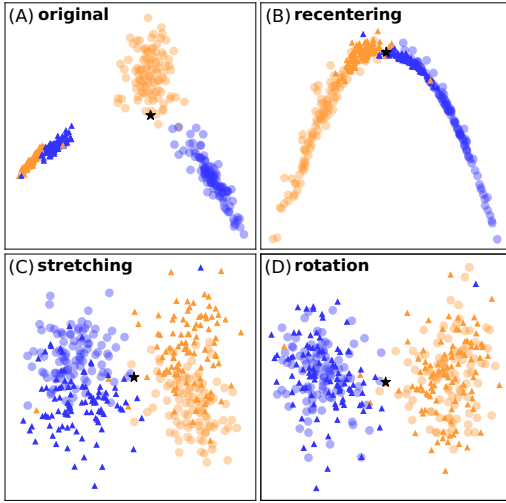 (A) original
(B) recentering
(C) stretching
(D) rotation